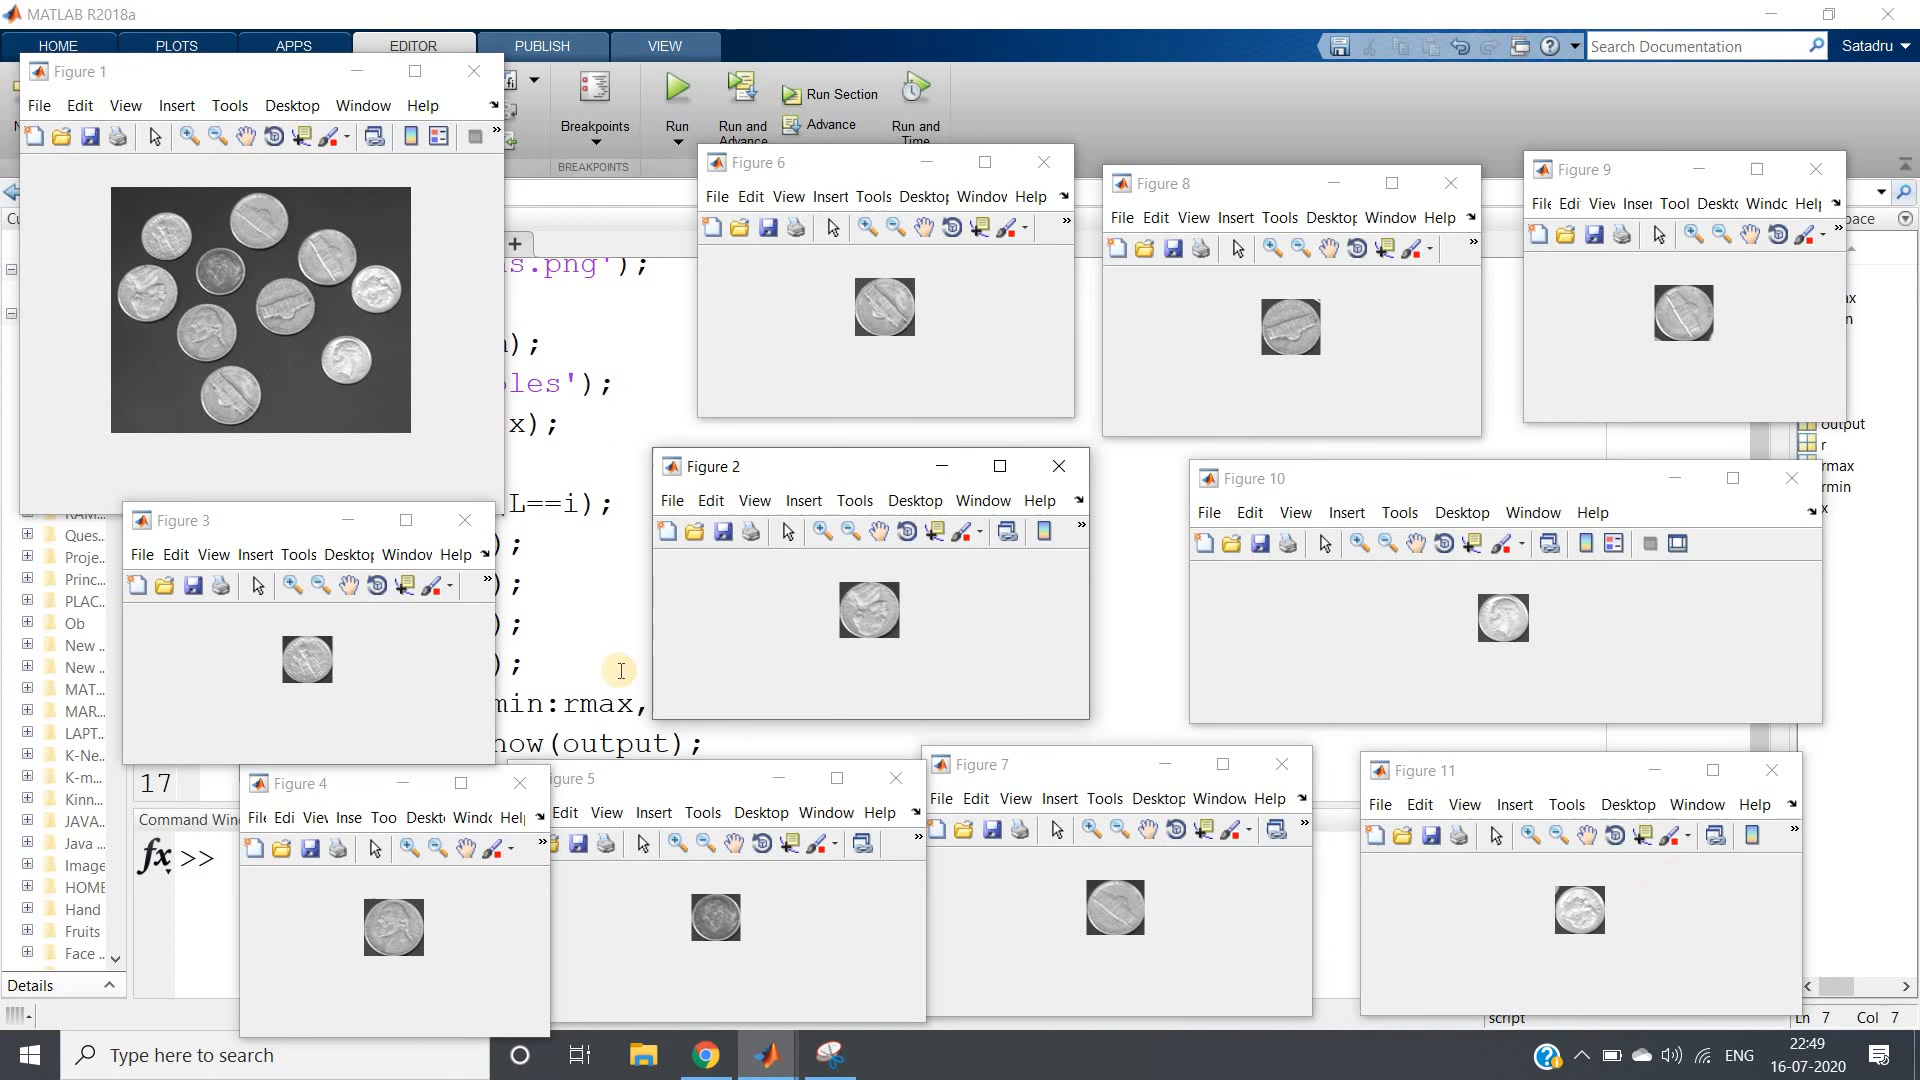 MATLAB R2018a
HOME PLOTS APPS EDITOR PUBLISH VIEW
Search Documentation
Satadru
Figure 1
File Edit View Insert Tools Desktop Window Help
Breakpoints
Run
Run and Advance
Run Section
Advance
Run and Time
BREAKPOINTS
Figure 6
File Edit View Insert Tools Desktop Window Help
Figure 8
File Edit View Insert Tools Desktop Window Help
Figure 9
s.png');
);
les');
x);
L==i);
);
);
);
);
min:rmax,
how(output);
17
output
r
rmax
rmin
x
Figure 2
File Edit View Insert Tools Desktop Window Help
Figure 10
File Edit View Insert Tools Desktop Window Help
Figure 3
File Edit View Insert Tools Desktop Window Help
Ques...
Proje...
Princ...
PLAC...
Ob
New ...
New ...
MAT...
MAR...
LAPT...
K-Ne...
K-m...
Kinn...
JAVA...
Java ...
Image
HOME
Hand
Fruits
Face ...
Details
Command Win
fx >>
Figure 4
igure 5
Edit View Insert Tools Desktop Window Help
Figure 7
File Edit View Insert Tools Desktop Window Help
Figure 11
File Edit View Insert Tools Desktop Window Help
script
Ln 7 Col 7
Type here to search
ENG
22:49
16-07-2020